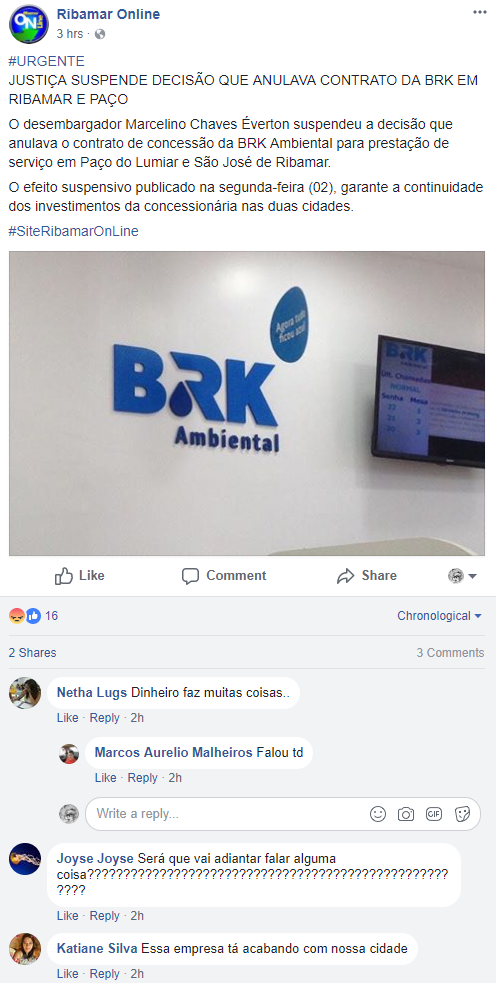 Ribamar Online
3 hrs ·
#URGENTE
JUSTIÇA SUSPENDE DECISÃO QUE ANULAVA CONTRATO DA BRK EM
RIBAMAR E PAÇO
O desembargador Marcelino Chaves Éverton suspendeu a decisão que
anulava o contrato de concessão da BRK Ambiental para prestação de
serviço em Paço do Lumiar e São José de Ribamar.
O efeito suspensivo publicado na segunda-feira (02), garante a continuidade
dos investimentos da concessionária nas duas cidades.
#SiteRibamarOnLine
Agora tudo
ficou azul
BRK
Ambiental
BRK
Últ. Chamadas
NORMAL
Senha Mesa
Like Comment Share
16 Chronological
2 Shares 3 Comments
Netha Lugs Dinheiro faz muitas coisas..
Like · Reply · 2h
Marcos Aurelio Malheiros Falou td
Like · Reply · 2h
Write a reply... GIF
Joyse Joyse Será que vai adiantar falar alguma
coisa??????????????????????????????????????????????????
????
Like · Reply · 2h
Katiane Silva Essa empresa tá acabando com nossa cidade
Like · Reply · 2h